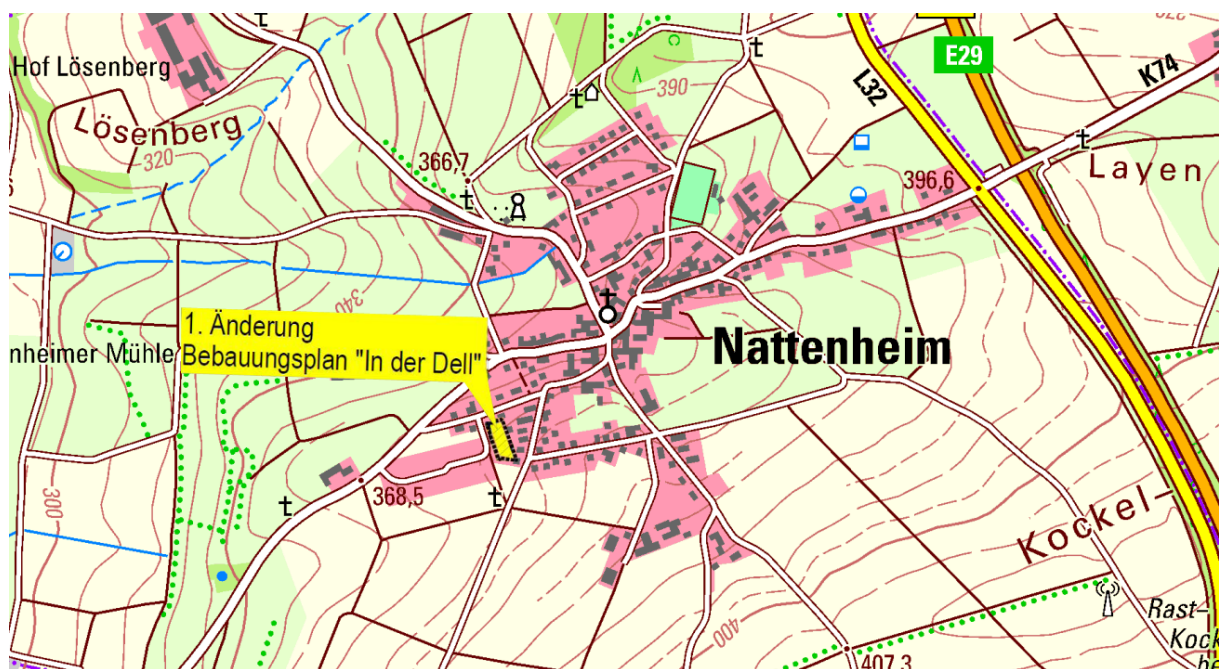 E29
Hof Lösenberg
K74
L32
390
Lösenberg
320
366,7
Layen
396,6
340
1. Änderung
Bebauungsplan "In der Dell"
Nattenheim
nheimer Mühle
300
368,5
Kockel-
400
Rast-
Kock
407,3